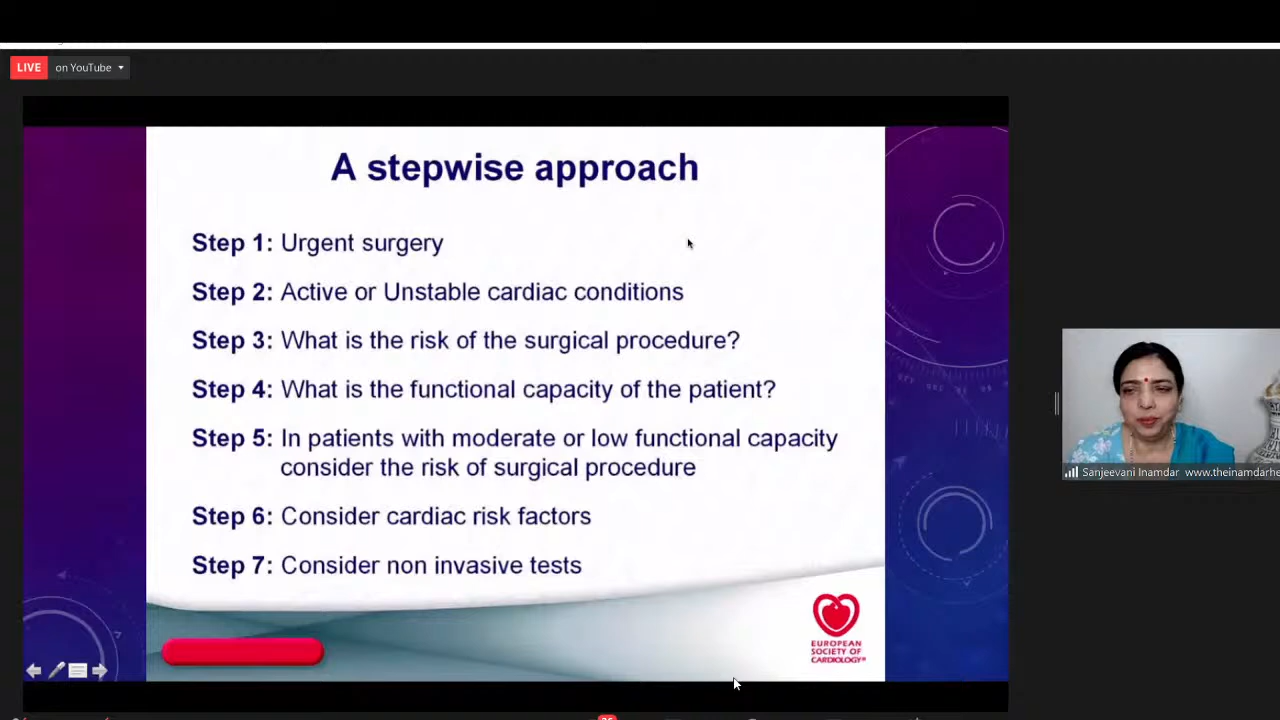 LIVE on YouTube
A stepwise approach
Step 1: Urgent surgery
Step 2: Active or Unstable cardiac conditions
Step 3: What is the risk of the surgical procedure?
Step 4: What is the functional capacity of the patient?
Step 5: In patients with moderate or low functional capacity
consider the risk of surgical procedure
Step 6: Consider cardiac risk factors
Step 7: Consider non invasive tests
EUROPEAN
SOCIETY OF
CARDIOLOGY®
Sanjeevani Inamdar www.theinamdarhe